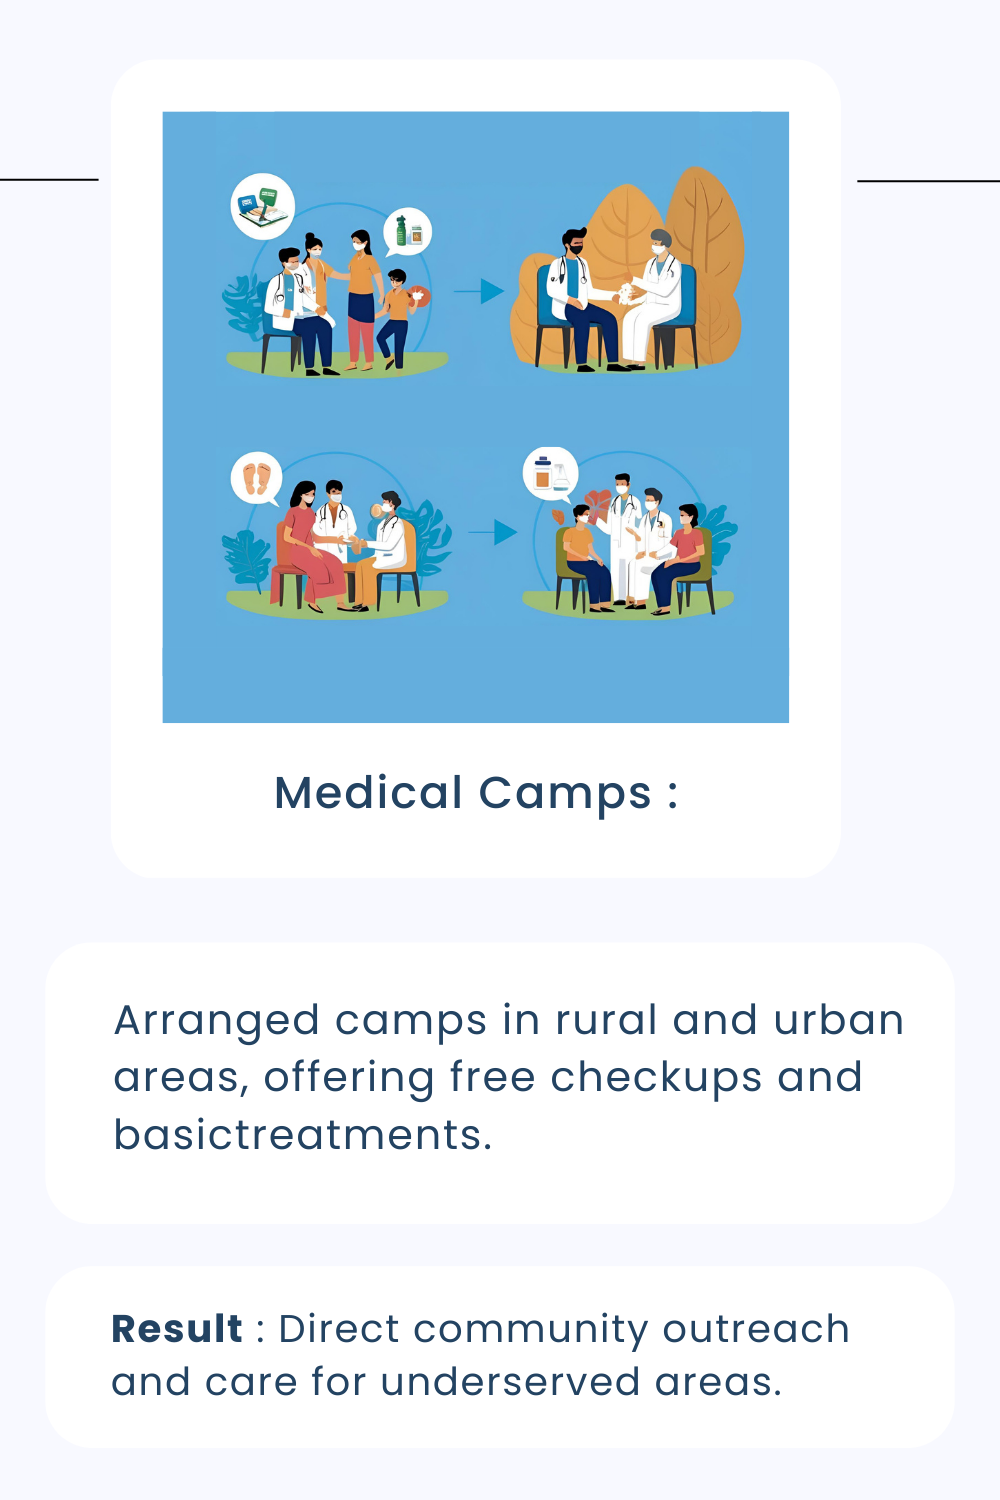 Medical Camps :
Arranged camps in rural and urban
areas, offering free checkups and
basictreatments.
Result : Direct community outreach
and care for underserved areas.